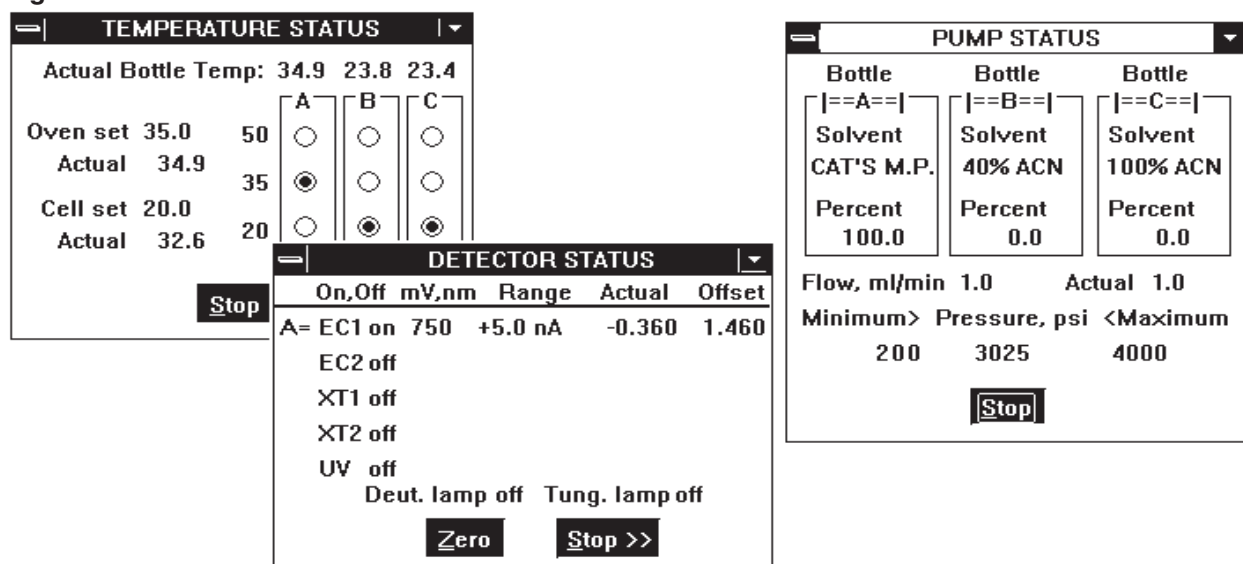 TEMPERATURE STATUS
Actual Bottle Temp: 34.9 23.8 23.4
A B C
Oven set 35.0 50
Actual 34.9
35
Cell set 20.0
Actual 32.6 20
Stop
DETECTOR STATUS
On,Off mV,nm Range Actual Offset
A= EC1 on 750 +5.0 nA -0.360 1.460
EC2 off
XT1 off
XT2 off
UV off
Deut. lamp off Tung. lamp off
Zero Stop >>
PUMP STATUS
Bottle Bottle Bottle
|==A==| |==B==| |==C==|
Solvent Solvent Solvent
CAT'S M.P. 40% ACN 100% ACN
Percent Percent Percent
100.0 0.0 0.0
Flow, ml/min 1.0 Actual 1.0
Minimum> Pressure, psi <Maximum
200 3025 4000
Stop